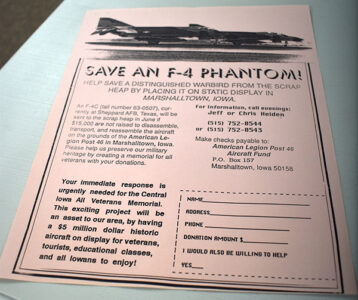 SAVE AN F-4 PHANTOM!
HELP SAVE A DISTINGUISHED WARBIRD FROM THE SCRAP
HEAP BY PLACING IT ON STATIC DISPLAY IN
MARSHALLTOWN, IOWA.
An F-4C (tail number 63-6507), cur-
rently at Sheppard AFB, Texas, will be
sent to the scrap heap in June if
$15,000 are not raised to disassemble,
transport, and reassemble the aircraft
on the grounds of the American Le-
gion Post 46 in Marshalltown, Iowa.
Please help us preserve our military
heritage by creating a memorial for all
veterans with your donations.
For information, call evenings:
Jeff or Chris Heiden
(515) 752-8544
or (515) 752-3543
Make checks payable to:
American Legion Post 46
Aircraft Fund
P.O. Box 157
Marshalltown, Iowa 50158
Your immediate response is
urgently needed for the Central
Iowa All Veterans Memorial.
This exciting project will be
an asset to our area, by having
a $5 million dollar historic
aircraft on display for veterans,
tourists, educational classes,
and all Iowans to enjoy!
NAME
ADDRESS
PHONE
DONATION AMOUNT $
I WOULD ALSO BE WILLING TO HELP
YES